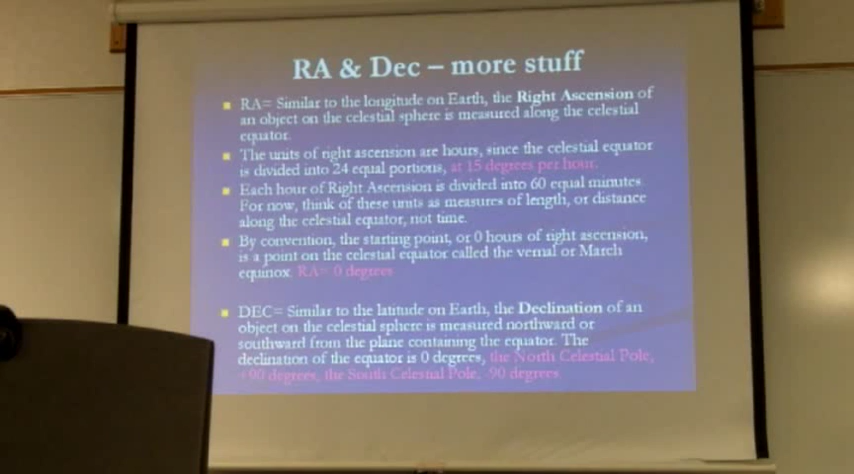 RA & Dec – more stuff
RA= Similar to the longitude on Earth, the Right Ascension of
an object on the celestial sphere is measured along the celestial
equator.
The units of right ascension are hours, since the celestial equator
is divided into 24 equal portions, at 15 degrees per hour.
Each hour of Right Ascension is divided into 60 equal minutes.
For now, think of these units as measures of length, or distance
along the celestial equator, not time.
By convention, the starting point, or 0 hours of right ascension,
is a point on the celestial equator called the vernal or March
equinox. RA= 0 degrees
DEC= Similar to the latitude on Earth, the Declination of an
object on the celestial sphere is measured northward or
southward from the plane containing the equator. The
declination of the equator is 0 degrees, the North Celestial Pole,
+90 degrees, the South Celestial Pole, -90 degrees.